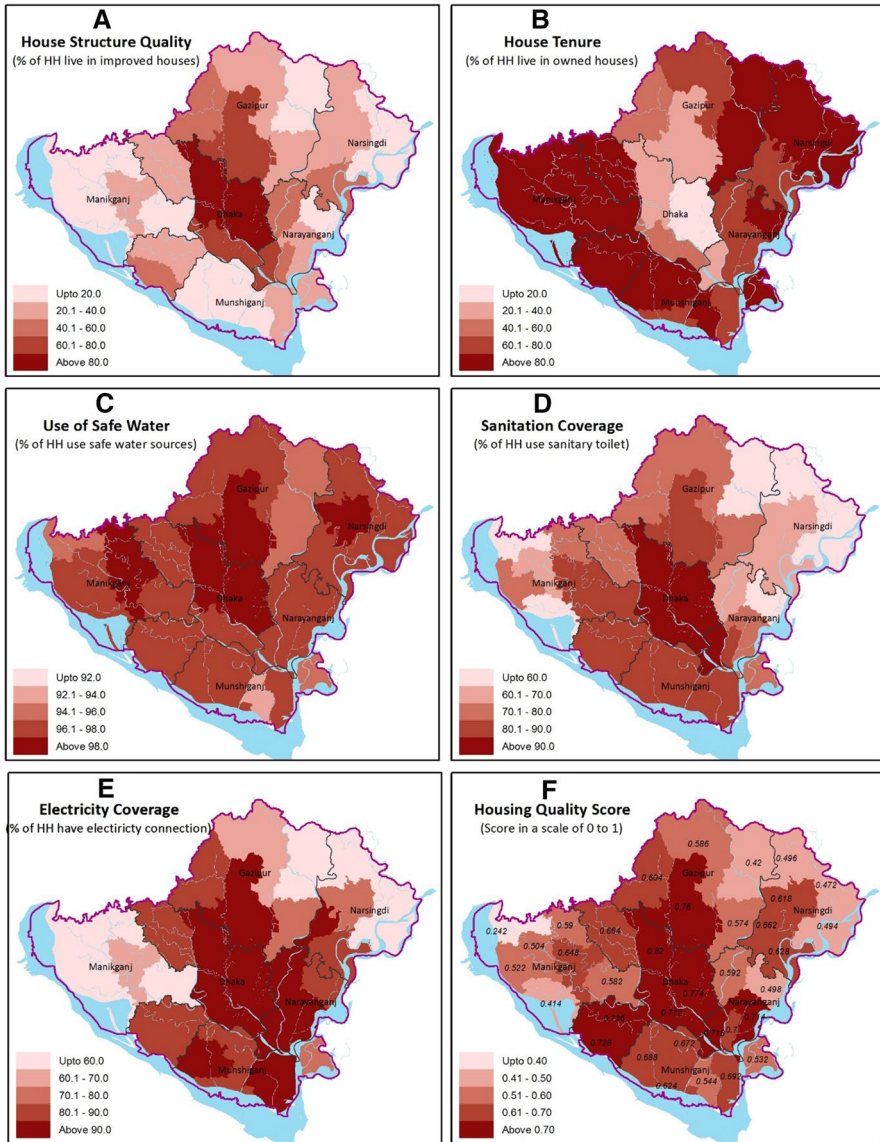 A
House Structure Quality
(% of HH live in improved houses)
Gazipur
Narsingdi
Manikganj
Dhaka
Narayanganj
Munshiganj
Upto 20.0
20.1 - 40.0
40.1 - 60.0
60.1 - 80.0
Above 80.0
B
House Tenure
(% of HH live in owned houses)
Gazipur
Narsingdi
Manikganj
Dhaka
Narayanganj
Munshiganj
Upto 20.0
20.1 - 40.0
40.1 - 60.0
60.1 - 80.0
Above 80.0
C
Use of Safe Water
(% of HH use safe water sources)
Gazipur
Narsingdi
Manikganj
Dhaka
Narayanganj
Munshiganj
Upto 92.0
92.1 - 94.0
94.1 - 96.0
96.1 - 98.0
Above 98.0
D
Sanitation Coverage
(% of HH use sanitary toilet)
Gazipur
Narsingdi
Manikganj
Dhaka
Narayanganj
Munshiganj
Upto 60.0
60.1 - 70.0
70.1 - 80.0
80.1 - 90.0
Above 90.0
E
Electricity Coverage
(% of HH have electiricty connection)
Gazipur
Narsingdi
Manikganj
Dhaka
Narayanganj
Munshiganj
Upto 60.0
60.1 - 70.0
70.1 - 80.0
80.1 - 90.0
Above 90.0
F
Housing Quality Score
(Score in a scale of 0 to 1)
0.586
0.42
0.496
Gazipur
0.604
0.472
0.76
0.618
Narsingdi
0.242
0.59
0.574
0.662
0.494
0.504
0.664
0.648
0.82
0.628
0.522
Manikganj
0.592
0.582
Dhaka
0.774
0.498
0.414
Narayanganj
0.736
0.772
0.714
0.716
0.728
0.672
0.688
0.532
Munshiganj
0.692
0.624
0.544
Upto 0.40
0.41 - 0.50
0.51 - 0.60
0.61 - 0.70
Above 0.70